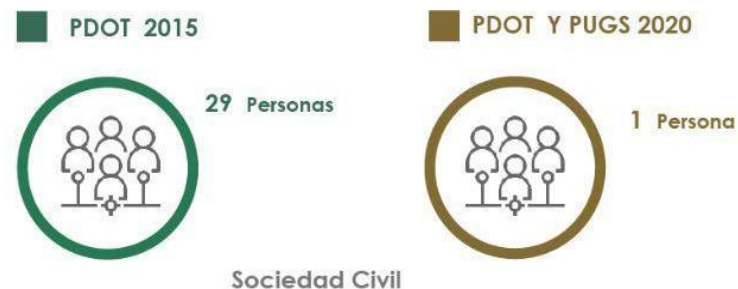 PDOT 2015
PDOT Y PUGS 2020
29 Personas
1 Persona
Sociedad Civil